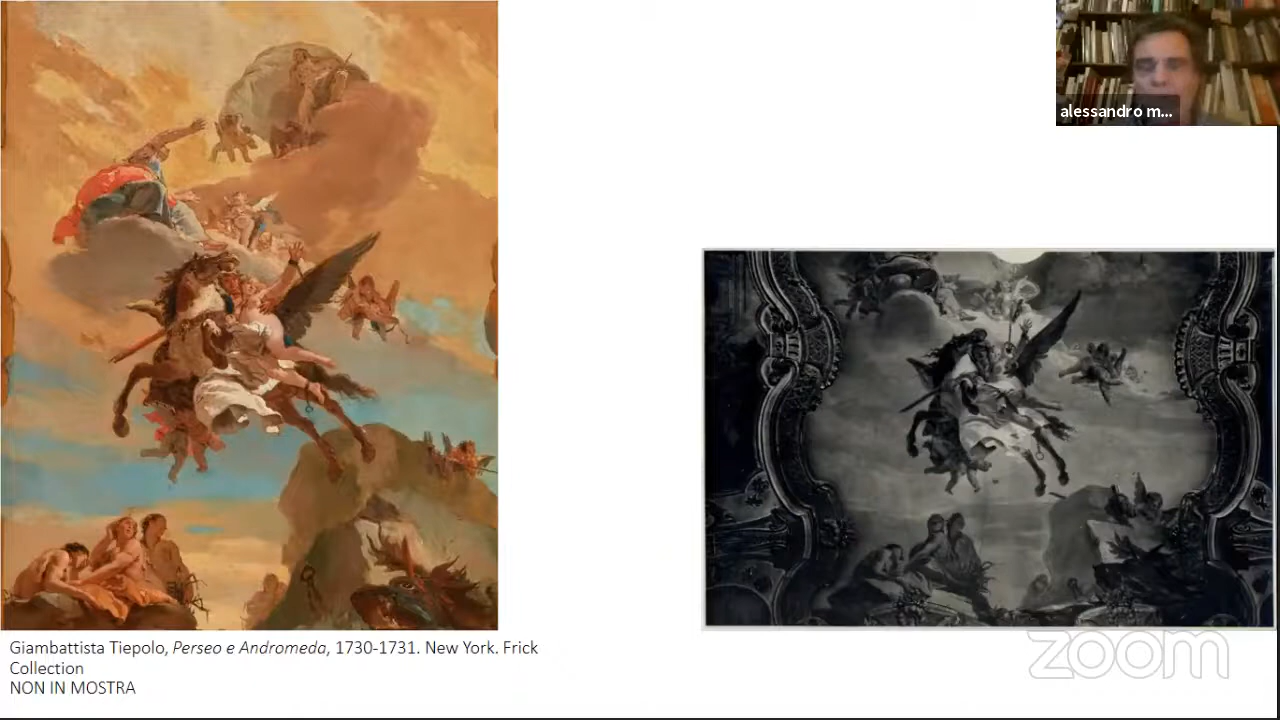 alessandro m...
Giambattista Tiepolo, Perseo e Andromeda, 1730-1731. New York. Frick
Collection
NON IN MOSTRA
zoom